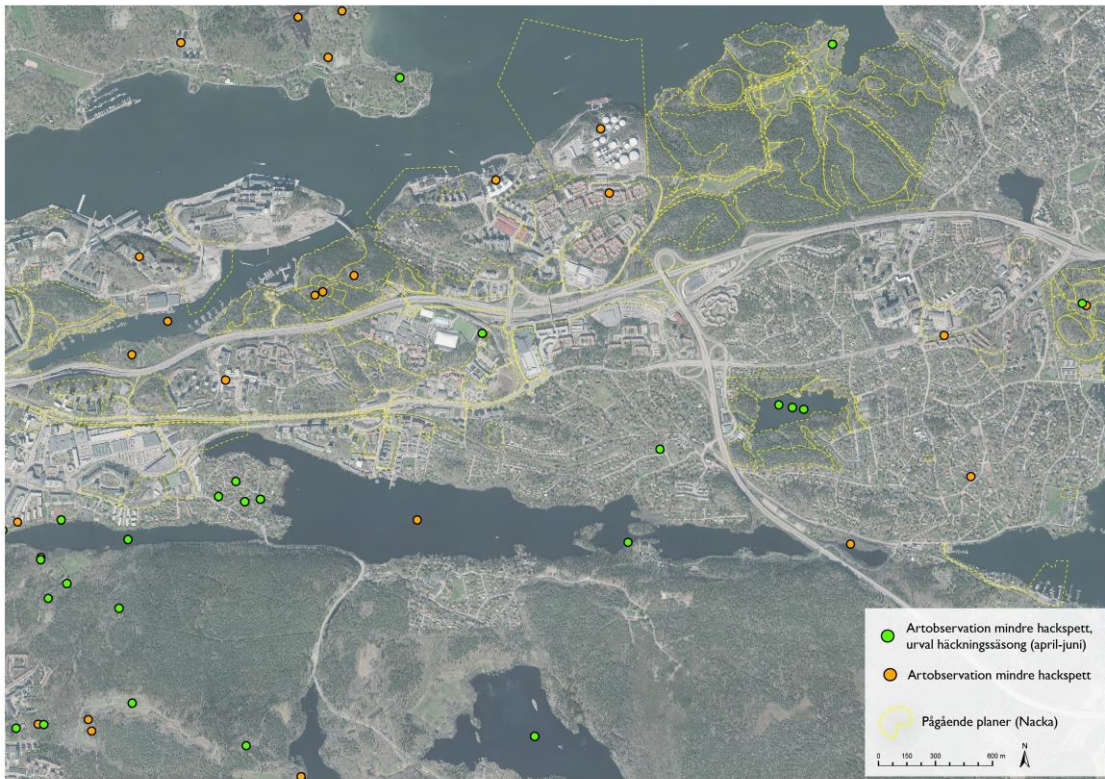 Artobservation mindre hackspett,
urval häckningssäsong (april-juni)
Artobservation mindre hackspett
Pågående planer (Nacka)
0 150 300 600 m
N